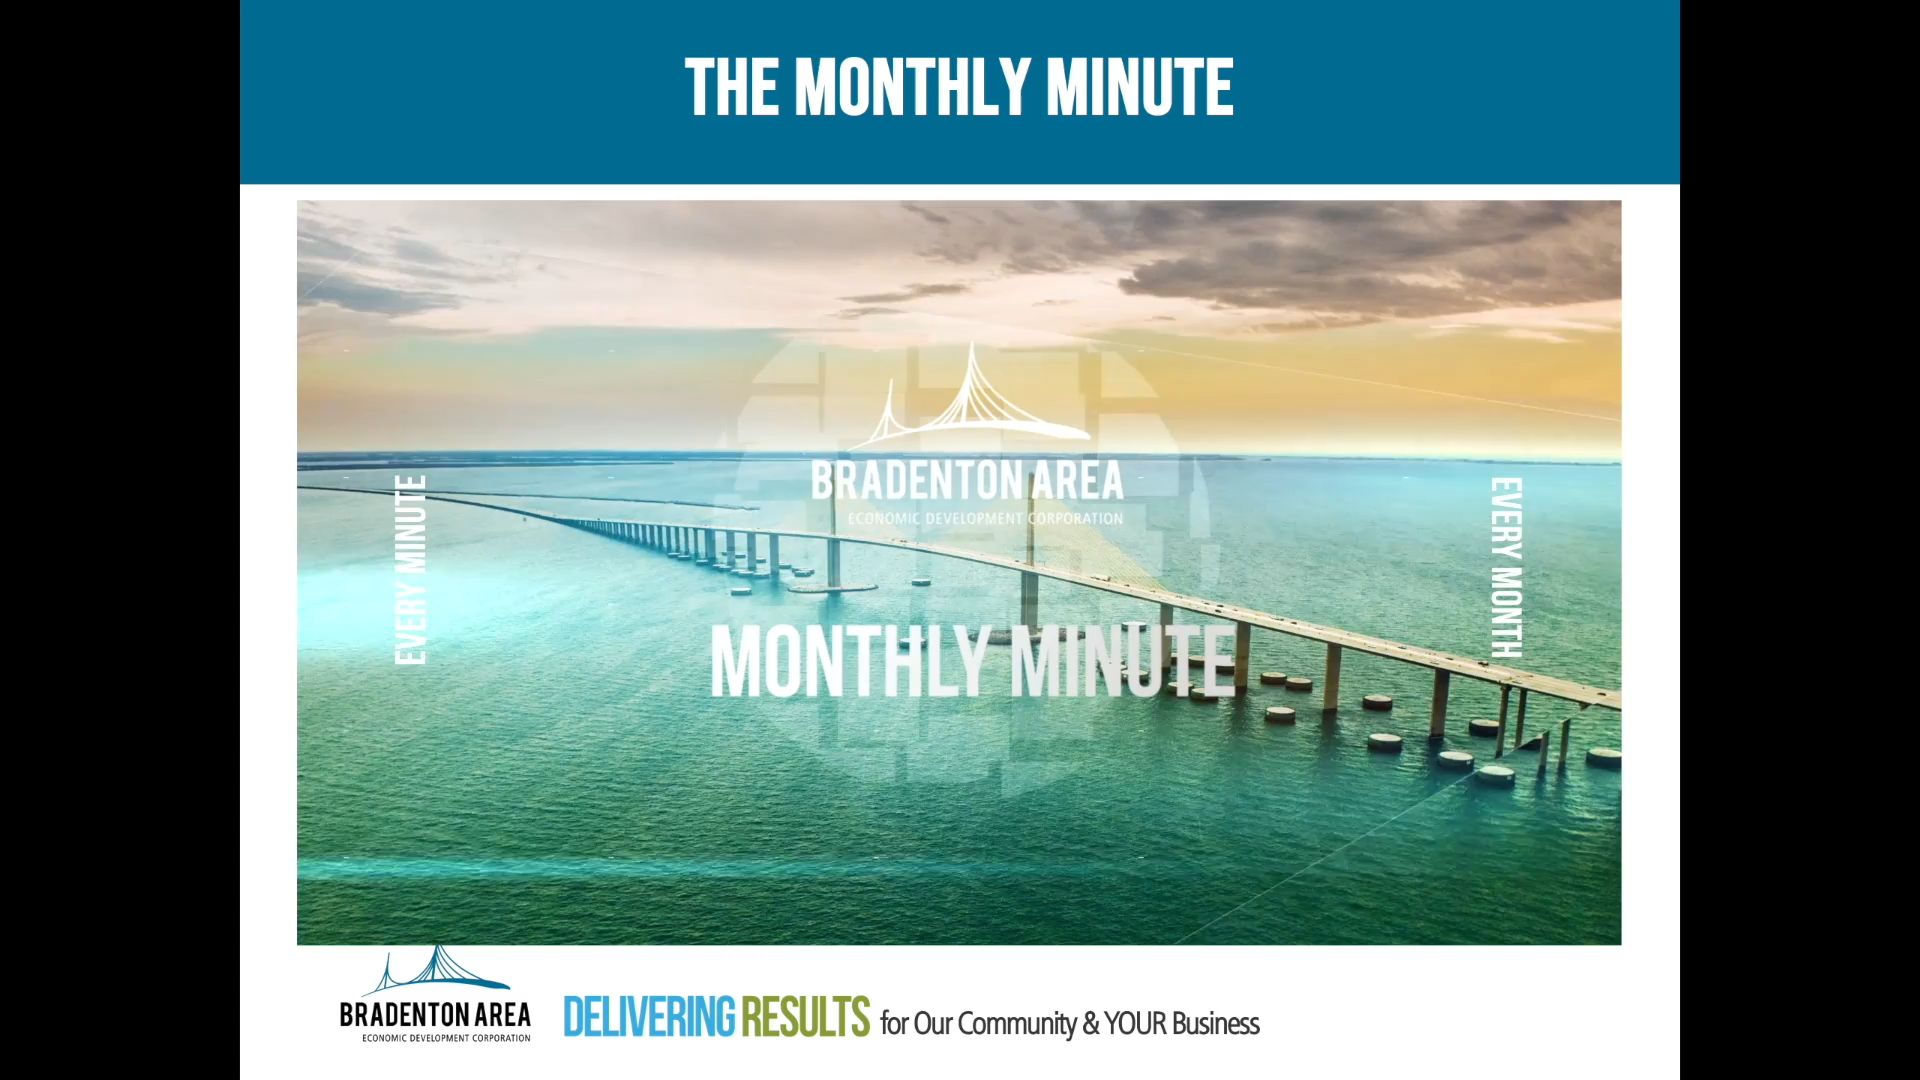 THE MONTHLY MINUTE
BRADENTON AREA
ECONOMIC DEVELOPMENT CORPORATION
EVERY MINUTE
EVERY MONTH
MONTHLY MINUTE
BRADENTON AREA
ECONOMIC DEVELOPMENT CORPORATION
DELIVERING RESULTS for Our Community & YOUR Business